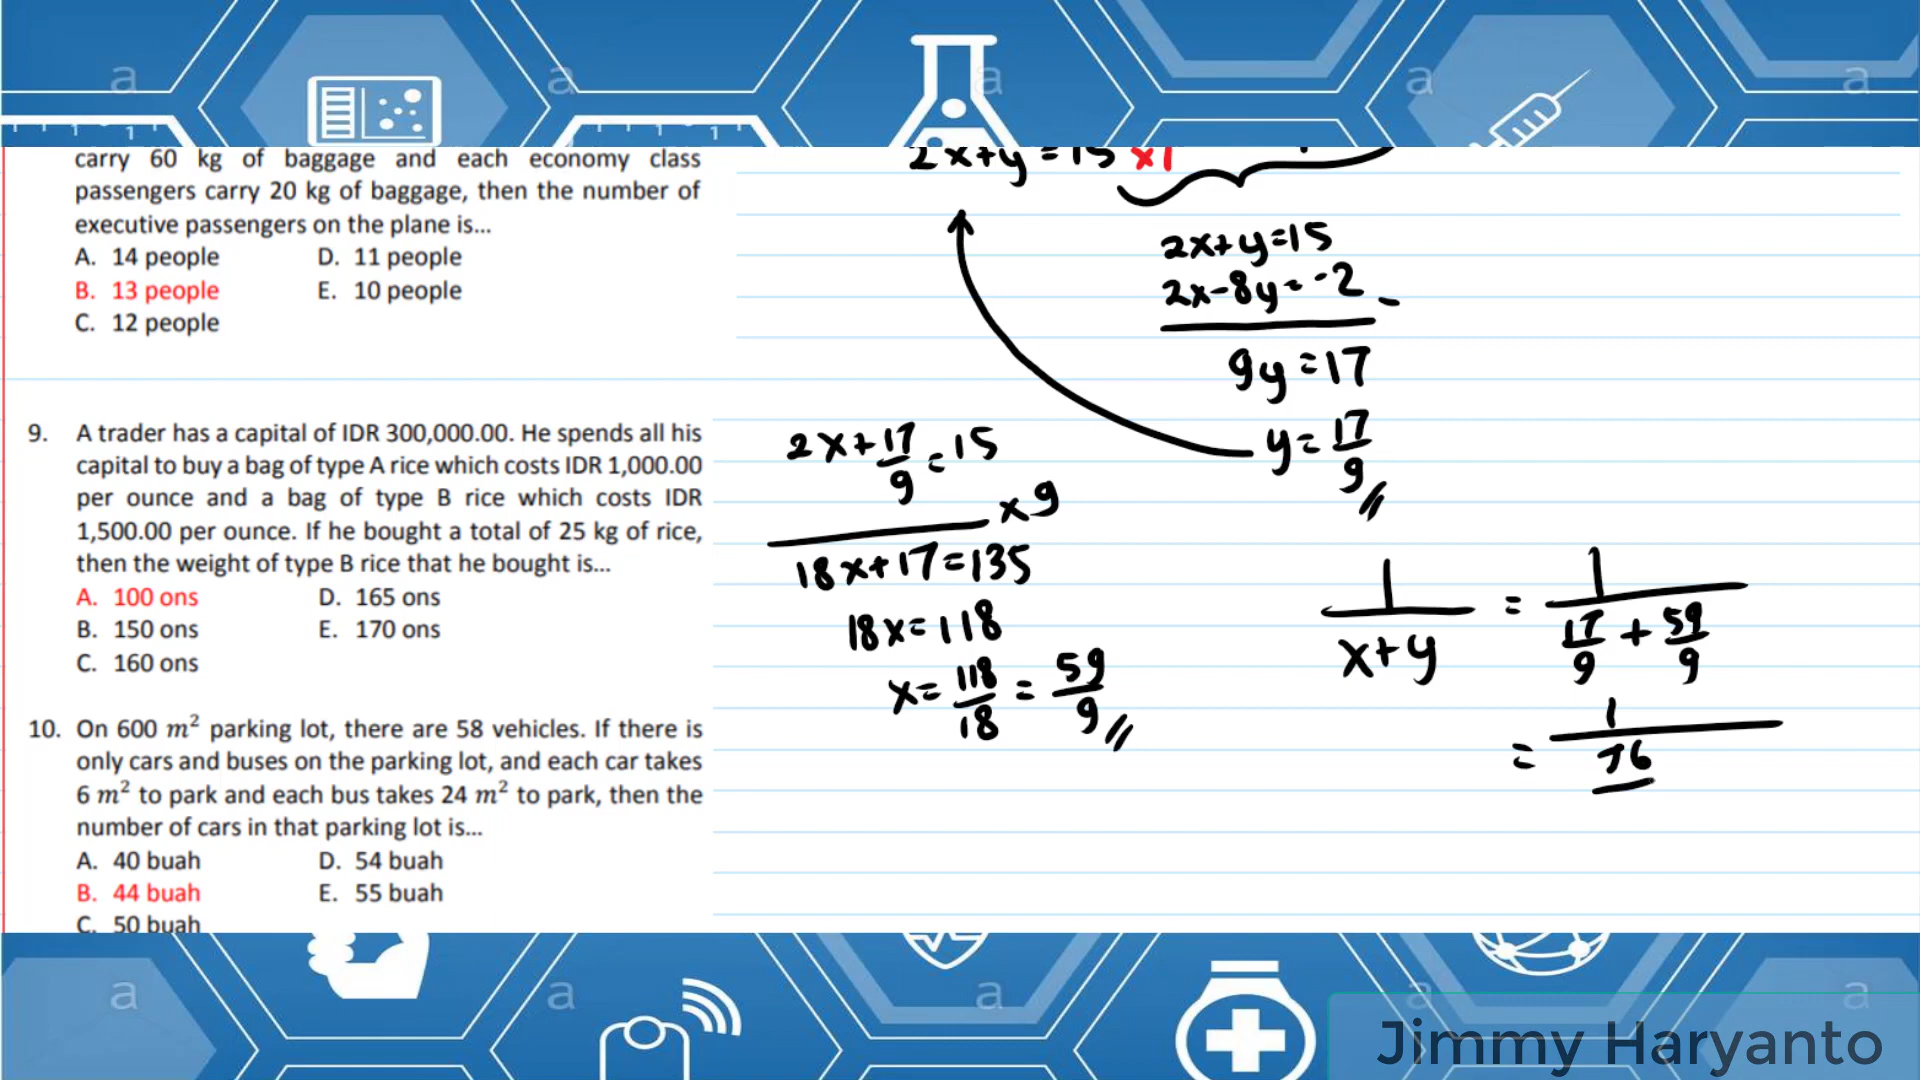 carry 60 kg of baggage and each economy class
passengers carry 20 kg of baggage, then the number of
executive passengers on the plane is...
A. 14 people D. 11 people
B. 13 people E. 10 people
C. 12 people
9. A trader has a capital of IDR 300,000.00. He spends all his
capital to buy a bag of type A rice which costs IDR 1,000.00
per ounce and a bag of type B rice which costs IDR
1,500.00 per ounce. If he bought a total of 25 kg of rice,
then the weight of type B rice that he bought is...
A. 100 ons D. 165 ons
B. 150 ons E. 170 ons
C. 160 ons
10. On 600 m² parking lot, there are 58 vehicles. If there is
only cars and buses on the parking lot, and each car takes
6 m² to park and each bus takes 24 m² to park, then the
number of cars in that parking lot is...
A. 40 buah D. 54 buah
B. 44 buah E. 55 buah
C. 50 buah
2x+y=15 x1
2x+y=15
2x-8y=-2 -
9y=17
y=17/9
2x+17/9=15
x9
18x+17=135
18x=118
x=118/18=59/9
1/(x+y) = 1/(17/9+59/9)
= 1/76
Jimmy Haryanto